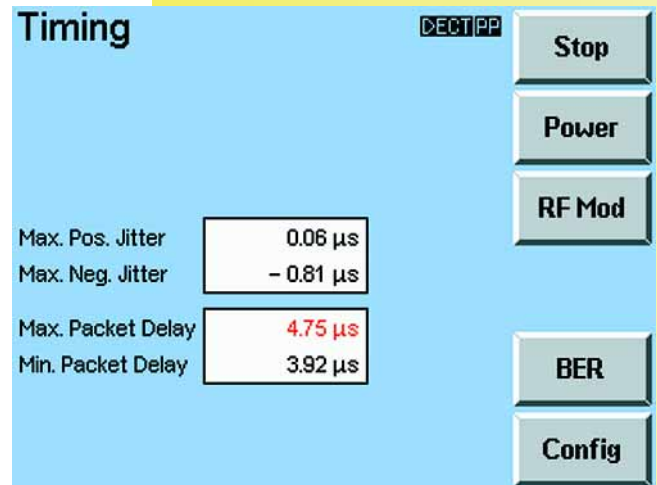 Timing
DECT PP
Stop
Power
RF Mod
Max. Pos. Jitter 0.06 µs
Max. Neg. Jitter – 0.81 µs
Max. Packet Delay 4.75 µs
Min. Packet Delay 3.92 µs
BER
Config